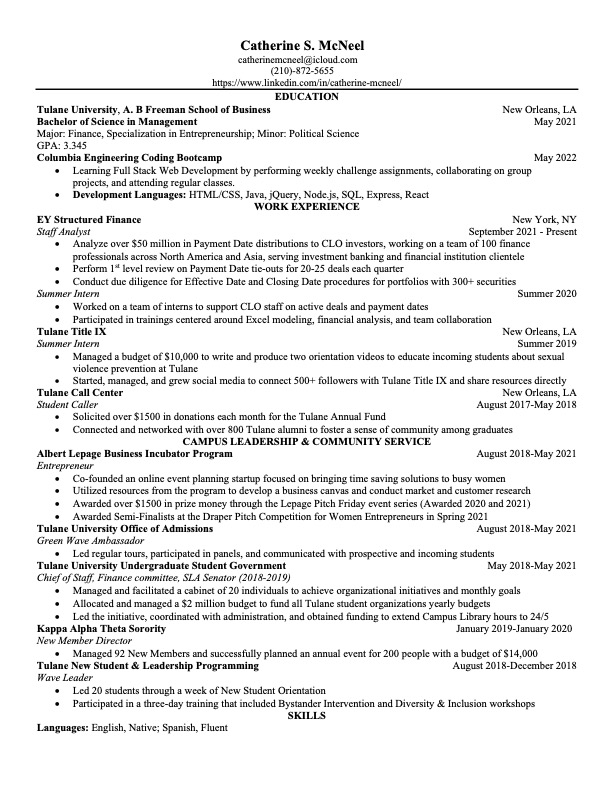 Catherine S. McNeel
catherinemcneel@icloud.com
(210)-872-5655
https://www.linkedin.com/in/catherine-mcneel/
EDUCATION
Tulane University, A. B Freeman School of Business New Orleans, LA
Bachelor of Science in Management May 2021
Major: Finance, Specialization in Entrepreneurship; Minor: Political Science
GPA: 3.345
Columbia Engineering Coding Bootcamp May 2022
• Learning Full Stack Web Development by performing weekly challenge assignments, collaborating on group
projects, and attending regular classes.
• Development Languages: HTML/CSS, Java, jQuery, Node.js, SQL, Express, React
WORK EXPERIENCE
EY Structured Finance New York, NY
Staff Analyst September 2021 - Present
• Analyze over $50 million in Payment Date distributions to CLO investors, working on a team of 100 finance
professionals across North America and Asia, serving investment banking and financial institution clientele
• Perform 1st level review on Payment Date tie-outs for 20-25 deals each quarter
• Conduct due diligence for Effective Date and Closing Date procedures for portfolios with 300+ securities
Summer Intern Summer 2020
• Worked on a team of interns to support CLO staff on active deals and payment dates
• Participated in trainings centered around Excel modeling, financial analysis, and team collaboration
Tulane Title IX New Orleans, LA
Summer Intern Summer 2019
• Managed a budget of $10,000 to write and produce two orientation videos to educate incoming students about sexual
violence prevention at Tulane
• Started, managed, and grew social media to connect 500+ followers with Tulane Title IX and share resources directly
Tulane Call Center New Orleans, LA
Student Caller August 2017-May 2018
• Solicited over $1500 in donations each month for the Tulane Annual Fund
• Connected and networked with over 800 Tulane alumni to foster a sense of community among graduates
CAMPUS LEADERSHIP & COMMUNITY SERVICE
Albert Lepage Business Incubator Program August 2018-May 2021
Entrepreneur
• Co-founded an online event planning startup focused on bringing time saving solutions to busy women
• Utilized resources from the program to develop a business canvas and conduct market and customer research
• Awarded over $1500 in prize money through the Lepage Pitch Friday event series (Awarded 2020 and 2021)
• Awarded Semi-Finalists at the Draper Pitch Competition for Women Entrepreneurs in Spring 2021
Tulane University Office of Admissions August 2018-May 2021
Green Wave Ambassador
• Led regular tours, participated in panels, and communicated with prospective and incoming students
Tulane University Undergraduate Student Government May 2018-May 2021
Chief of Staff, Finance committee, SLA Senator (2018-2019)
• Managed and facilitated a cabinet of 20 individuals to achieve organizational initiatives and monthly goals
• Allocated and managed a $2 million budget to fund all Tulane student organizations yearly budgets
• Led the initiative, coordinated with administration, and obtained funding to extend Campus Library hours to 24/5
Kappa Alpha Theta Sorority January 2019-January 2020
New Member Director
• Managed 92 New Members and successfully planned an annual event for 200 people with a budget of $14,000
Tulane New Student & Leadership Programming August 2018-December 2018
Wave Leader
• Led 20 students through a week of New Student Orientation
• Participated in a three-day training that included Bystander Intervention and Diversity & Inclusion workshops
SKILLS
Languages: English, Native; Spanish, Fluent